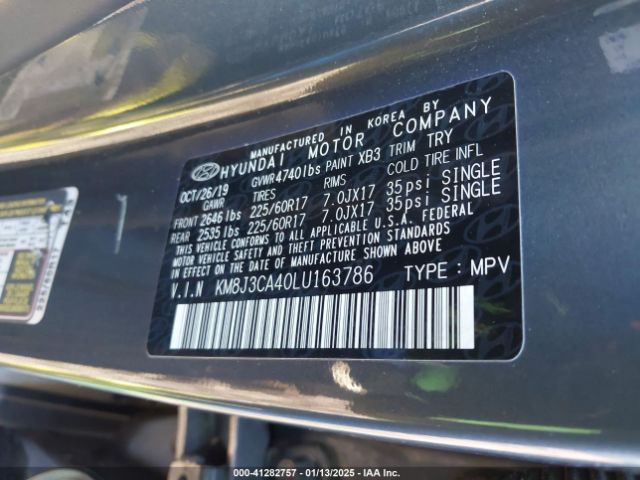 MANUFACTURED IN KOREA BY
HYUNDAI MOTOR COMPANY
OCT/26/19 GVWR 4740lbs PAINT XB3 TRIM TRY
GAWR TIRES RIMS COLD TIRE INFL
FRONT 2646 lbs 225/60R17 7.0JX17 35psi SINGLE
REAR 2535 lbs 225/60R17 7.0JX17 35psi SINGLE
THIS VEHICLE CONFORMS TO ALL APPLICABLE U.S.A. FEDERAL
MOTOR VEHICLE SAFETY AND THEFT PREVENTION STANDARDS
IN EFFECT ON THE DATE OF MANUFACTURE SHOWN ABOVE.
V.I.N KM8J3CA40LU163786 TYPE : MPV
000-41282757 - 01/13/2025 - IAA Inc.